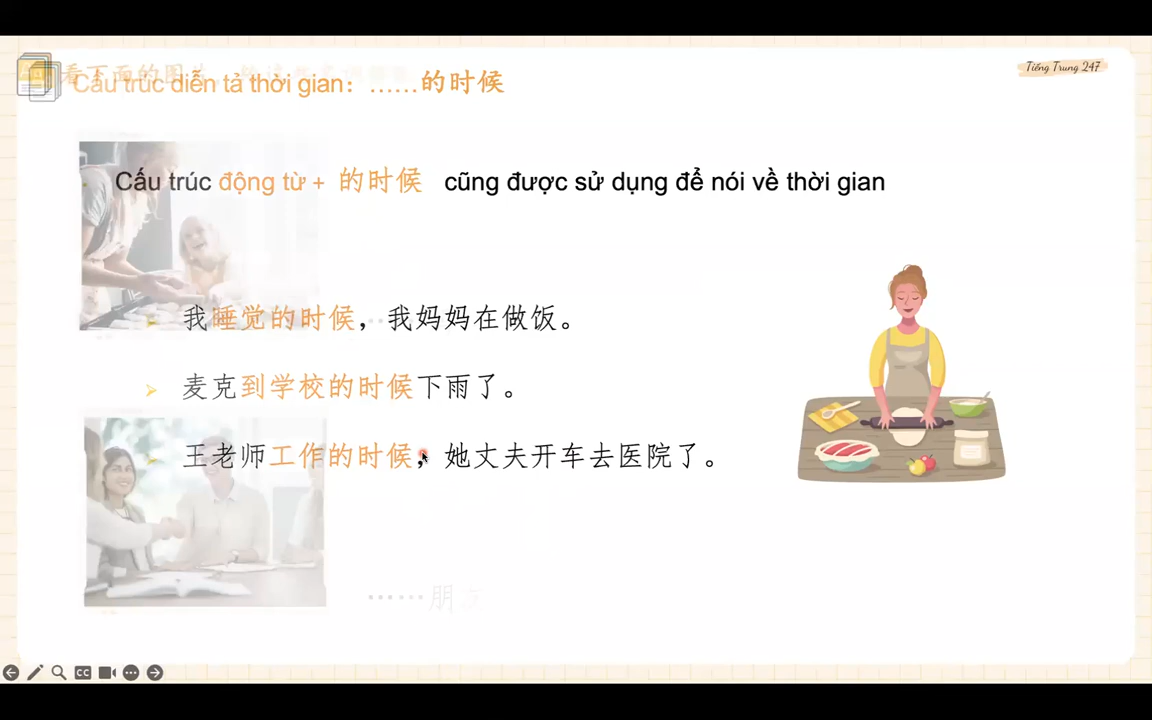 Cấu trúc diễn tả thời gian: ……的时候
Tiếng Trung 247
Cấu trúc động từ + 的时候 cũng được sử dụng để nói về thời gian
我睡觉的时候，我妈妈在做饭。
麦克到学校的时候下雨了。
王老师工作的时候，她丈夫开车去医院了。
……朋